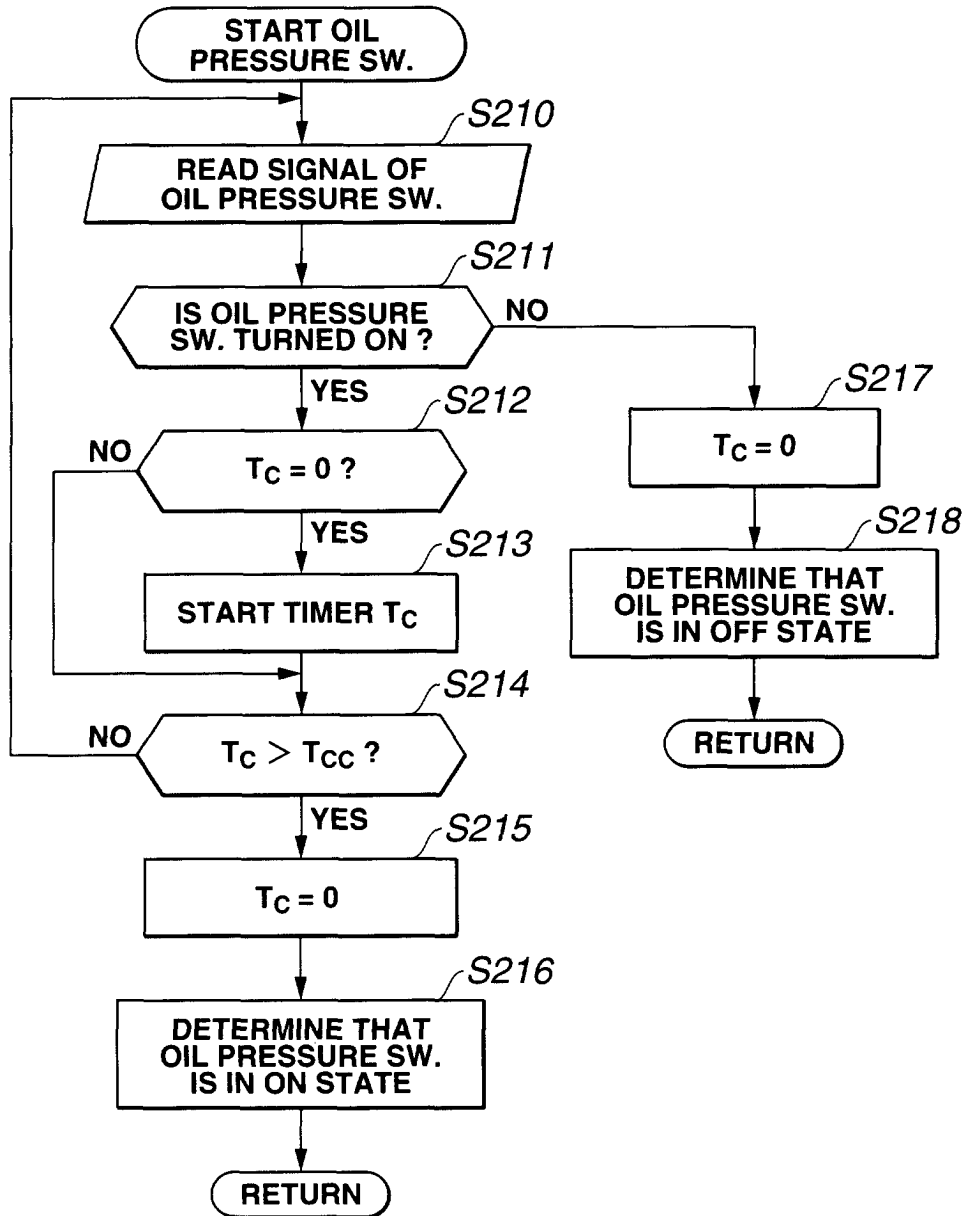 START OIL
PRESSURE SW.
S210
READ SIGNAL OF
OIL PRESSURE SW.
S211
IS OIL PRESSURE
SW. TURNED ON ?
NO
YES
S212
NO
TC = 0 ?
YES
S213
START TIMER TC
S214
NO
TC > TCC ?
YES
S215
TC = 0
S216
DETERMINE THAT
OIL PRESSURE SW.
IS IN ON STATE
RETURN
S217
TC = 0
S218
DETERMINE THAT
OIL PRESSURE SW.
IS IN OFF STATE
RETURN